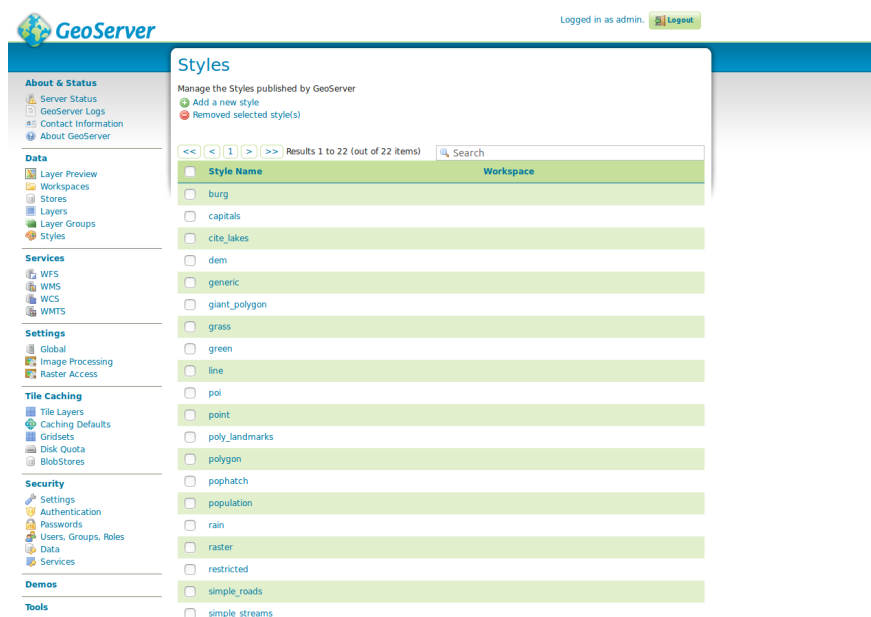 GeoServer
Logged in as admin. Logout
About & Status
Server Status
GeoServer Logs
Contact Information
About GeoServer
Data
Layer Preview
Workspaces
Stores
Layers
Layer Groups
Styles
Services
WFS
WMS
WCS
WMTS
Settings
Global
Image Processing
Raster Access
Tile Caching
Tile Layers
Caching Defaults
Gridsets
Disk Quota
BlobStores
Security
Settings
Authentication
Passwords
Users, Groups, Roles
Data
Services
Demos
Tools
Styles
Manage the Styles published by GeoServer
Add a new style
Removed selected style(s)
<< < 1 > >> Results 1 to 22 (out of 22 items) Search
Style Name Workspace
burg
capitals
cite_lakes
dem
generic
giant_polygon
grass
green
line
poi
point
poly_landmarks
polygon
pophatch
population
rain
raster
restricted
simple_roads
simple_streams